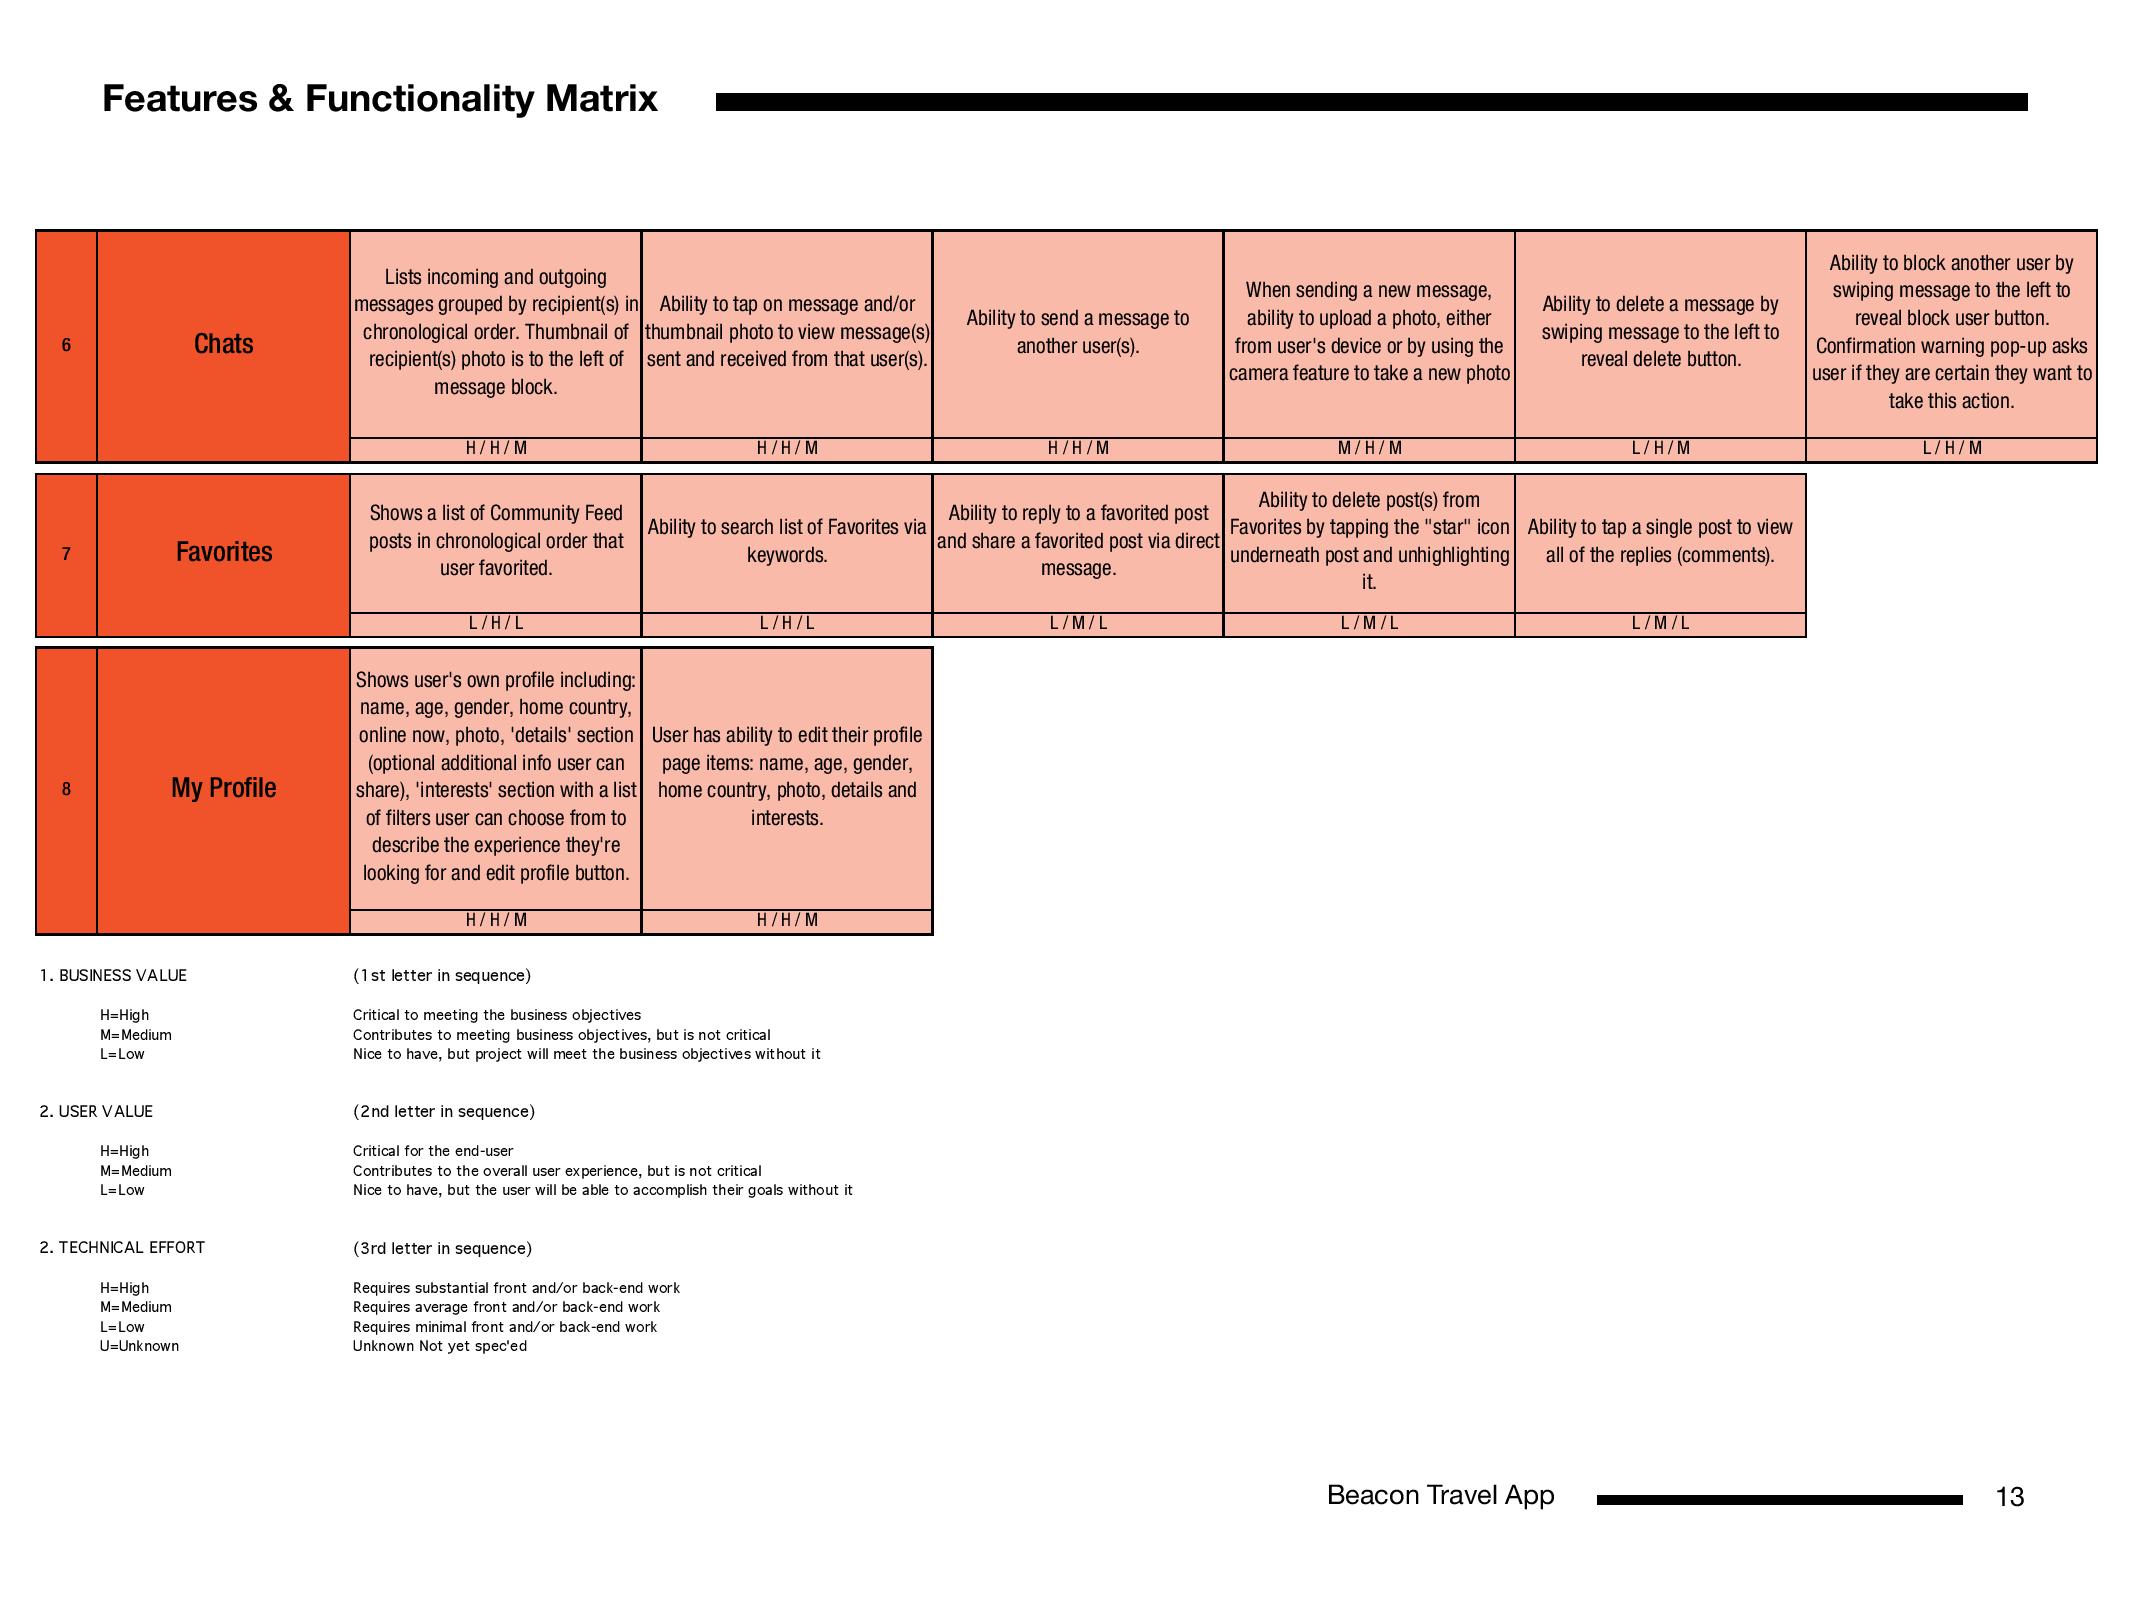 Features & Functionality Matrix
6
Chats
Lists incoming and outgoing
messages grouped by recipient(s) in
chronological order. Thumbnail of
recipient(s) photo is to the left of
message block.
H / H / M
Ability to tap on message and/or
thumbnail photo to view message(s)
sent and received from that user(s).
H / H / M
Ability to send a message to
another user(s).
H / H / M
When sending a new message,
ability to upload a photo, either
from user's device or by using the
camera feature to take a new photo
M / H / M
Ability to delete a message by
swiping message to the left to
reveal delete button.
L / H / M
Ability to block another user by
swiping message to the left to
reveal block user button.
Confirmation warning pop-up asks
user if they are certain they want to
take this action.
L / H / M
7
Favorites
Shows a list of Community Feed
posts in chronological order that
user favorited.
L / H / L
Ability to search list of Favorites via
keywords.
L / H / L
Ability to reply to a favorited post
and share a favorited post via direct
message.
L / M / L
Ability to delete post(s) from
Favorites by tapping the "star" icon
underneath post and unhighlighting
it.
L / M / L
Ability to tap a single post to view
all of the replies (comments).
L / M / L
8
My Profile
Shows user's own profile including:
name, age, gender, home country,
online now, photo, 'details' section
(optional additional info user can
share), 'interests' section with a list
of filters user can choose from to
describe the experience they're
looking for and edit profile button.
H / H / M
User has ability to edit their profile
page items: name, age, gender,
home country, photo, details and
interests.
H / H / M
1. BUSINESS VALUE (1st letter in sequence)
H=High Critical to meeting the business objectives
M=Medium Contributes to meeting business objectives, but is not critical
L=Low Nice to have, but project will meet the business objectives without it
2. USER VALUE (2nd letter in sequence)
H=High Critical for the end-user
M=Medium Contributes to the overall user experience, but is not critical
L=Low Nice to have, but the user will be able to accomplish their goals without it
2. TECHNICAL EFFORT (3rd letter in sequence)
H=High Requires substantial front and/or back-end work
M=Medium Requires average front and/or back-end work
L=Low Requires minimal front and/or back-end work
U=Unknown Unknown Not yet spec'ed
Beacon Travel App 13